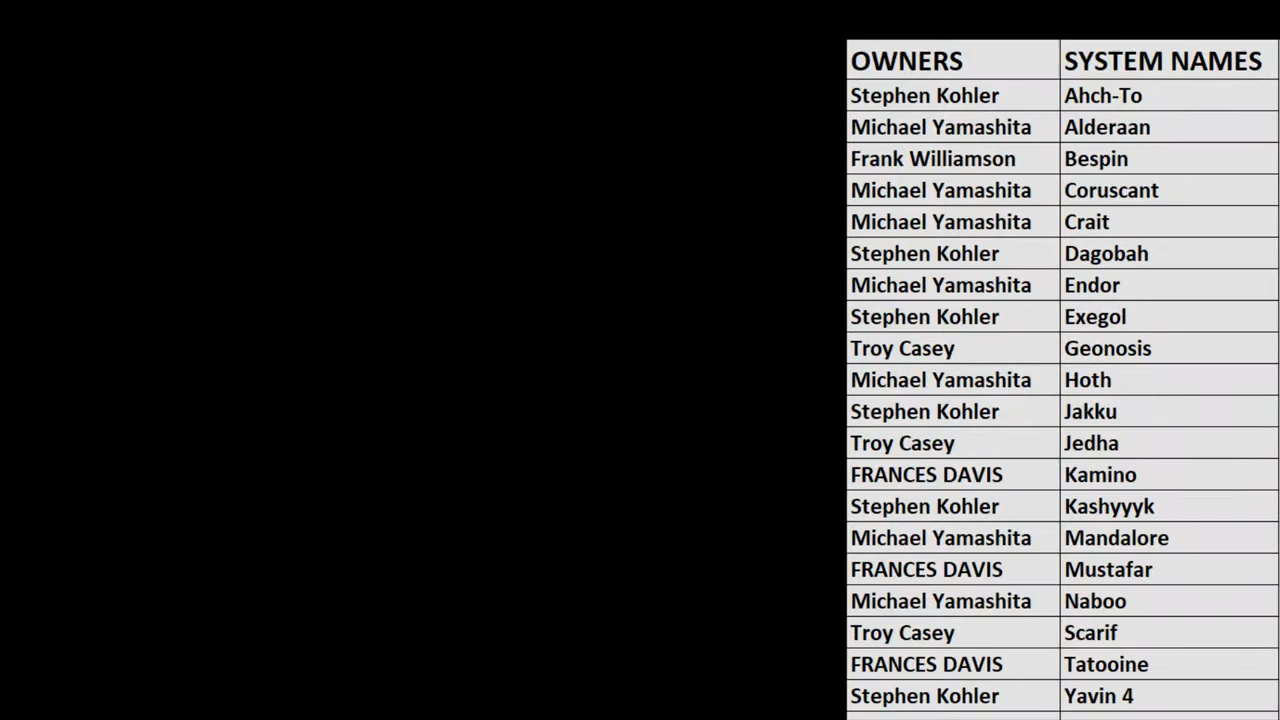 OWNERS SYSTEM NAMES
Stephen Kohler Ahch-To
Michael Yamashita Alderaan
Frank Williamson Bespin
Michael Yamashita Coruscant
Michael Yamashita Crait
Stephen Kohler Dagobah
Michael Yamashita Endor
Stephen Kohler Exegol
Troy Casey Geonosis
Michael Yamashita Hoth
Stephen Kohler Jakku
Troy Casey Jedha
FRANCES DAVIS Kamino
Stephen Kohler Kashyyyk
Michael Yamashita Mandalore
FRANCES DAVIS Mustafar
Michael Yamashita Naboo
Troy Casey Scarif
FRANCES DAVIS Tatooine
Stephen Kohler Yavin 4